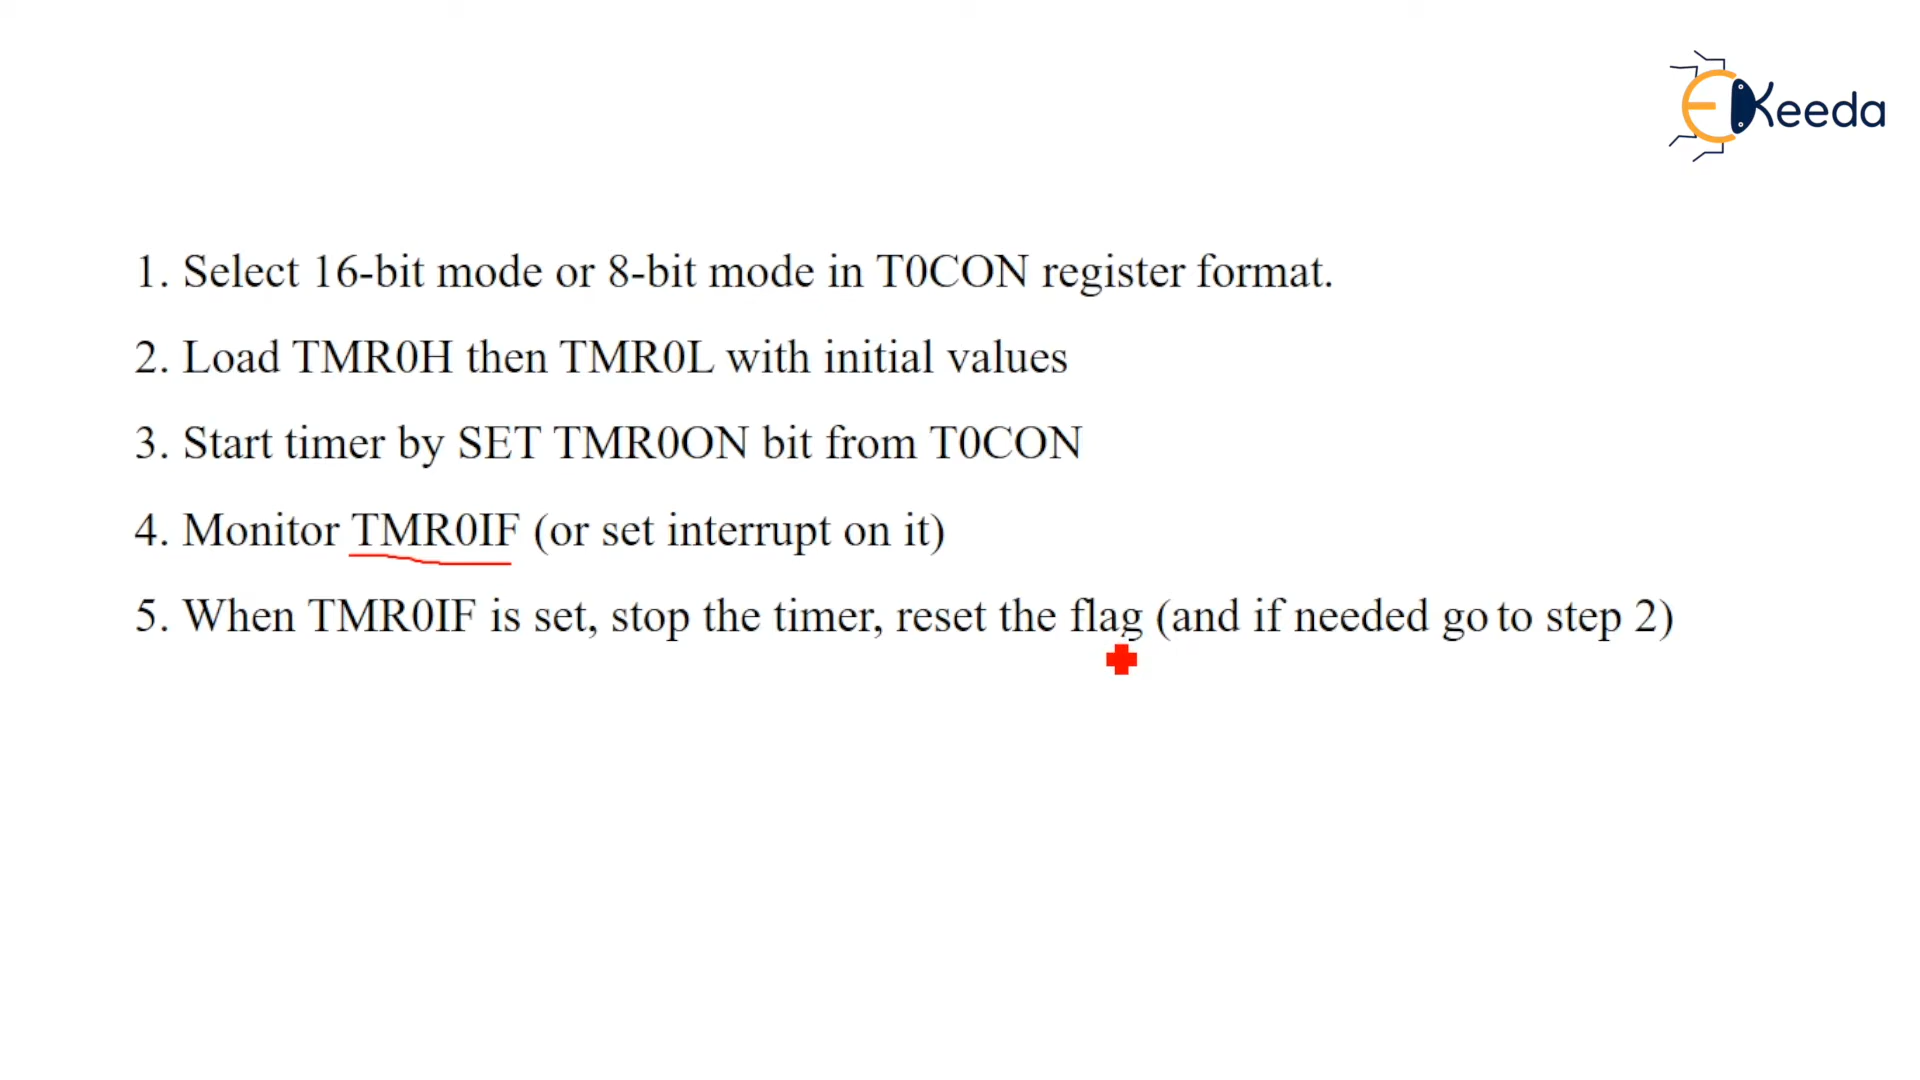 EKeeda
1. Select 16-bit mode or 8-bit mode in T0CON register format.
2. Load TMR0H then TMR0L with initial values
3. Start timer by SET TMR0ON bit from T0CON
4. Monitor TMR0IF (or set interrupt on it)
5. When TMR0IF is set, stop the timer, reset the flag (and if needed go to step 2)